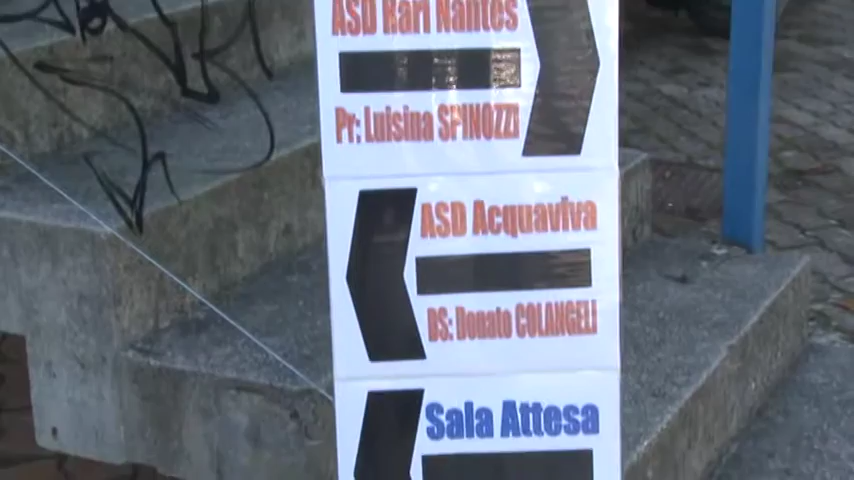 ASD Rari Nantes
Pr: Luisina SPINOZZI
ASD Acquaviva
DS: Donato COLANGELI
Sala Attesa